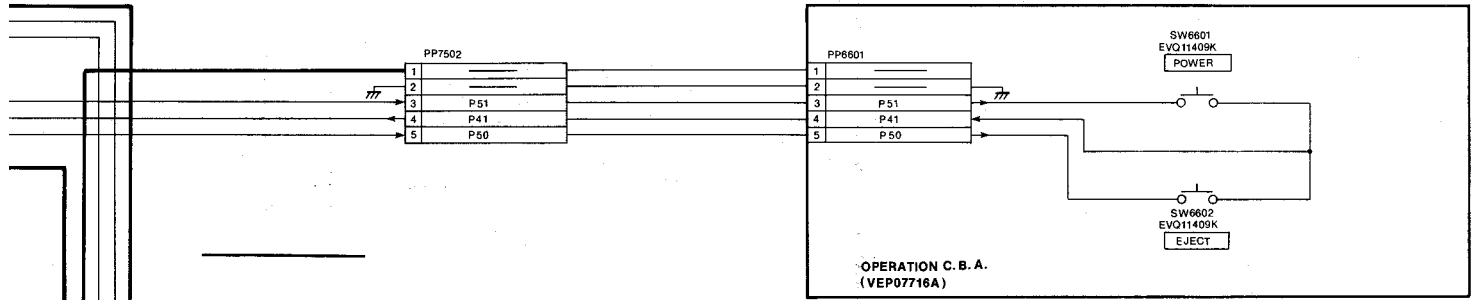 PP7502
1
2
3 P51
4 P41
5 P50
PP6601
1
2
3 P51
4 P41
5 P50
SW6601
EVQ11409K
POWER
SW6602
EVQ11409K
EJECT
OPERATION C.B.A.
(VEP07716A)